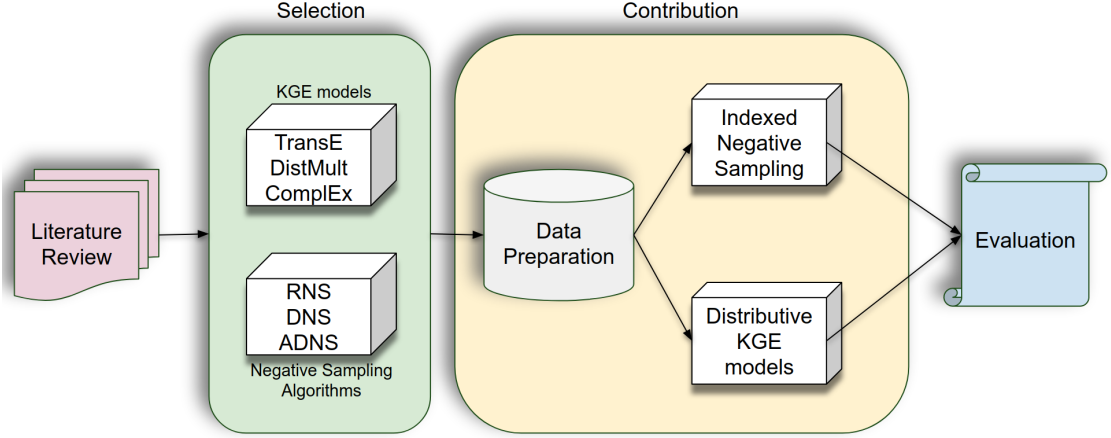 Selection
Contribution
KGE models
TransE
DistMult
ComplEx
RNS
DNS
ADNS
Negative Sampling
Algorithms
Literature
Review
Data
Preparation
Indexed
Negative
Sampling
Distributive
KGE
models
Evaluation